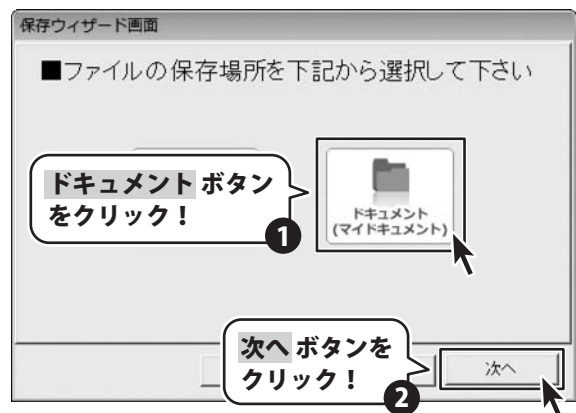 保存ウィザード画面
■ファイルの保存場所を下記から選択して下さい
ドキュメント ボタン
をクリック！
1
ドキュメント
(マイドキュメント)
次へ ボタンを
クリック！
2
次へ